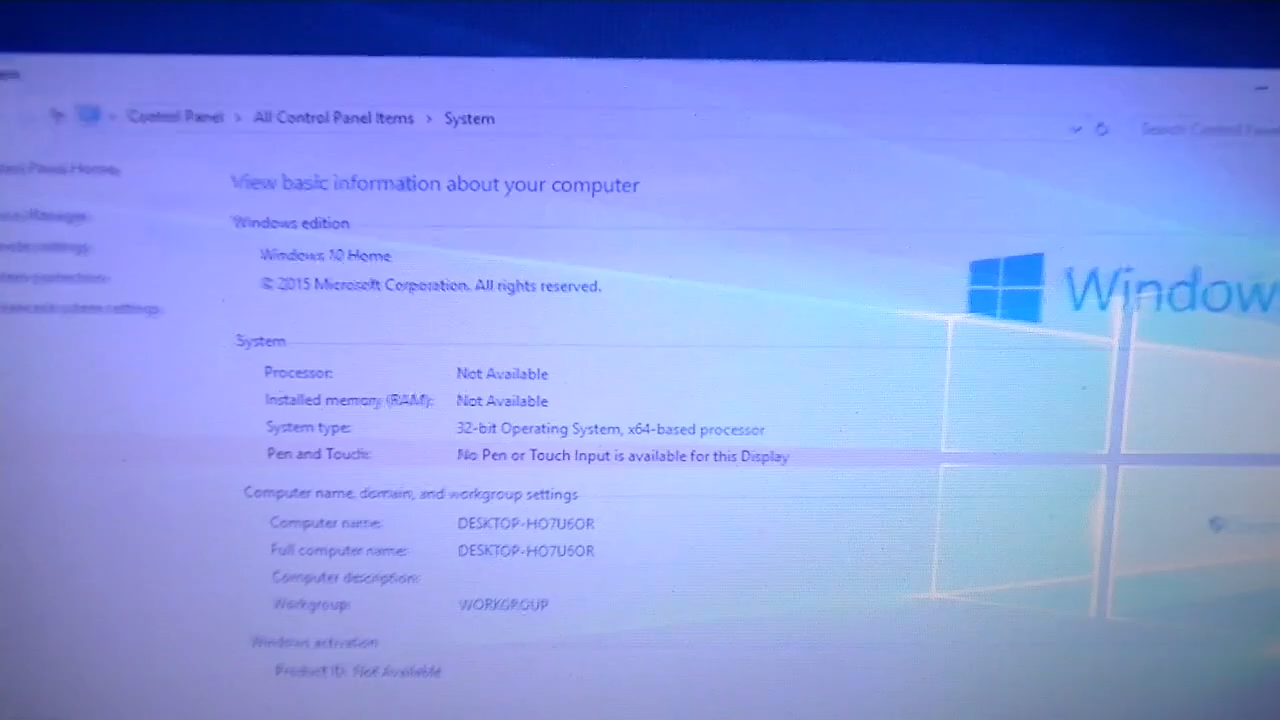 Control Panel > All Control Panel Items > System
Search Control
View basic information about your computer
Windows edition
Windows 10 Home
© 2015 Microsoft Corporation. All rights reserved.
Window
System
Processor: Not Available
Installed memory (RAM): Not Available
System type: 32-bit Operating System, x64-based processor
Pen and Touch: No Pen or Touch Input is available for this Display
Computer name, domain, and workgroup settings
Computer name: DESKTOP-HO7U6OR
Full computer name: DESKTOP-HO7U6OR
Computer description:
Workgroup: WORKGROUP
Windows activation
Product ID: Not Available